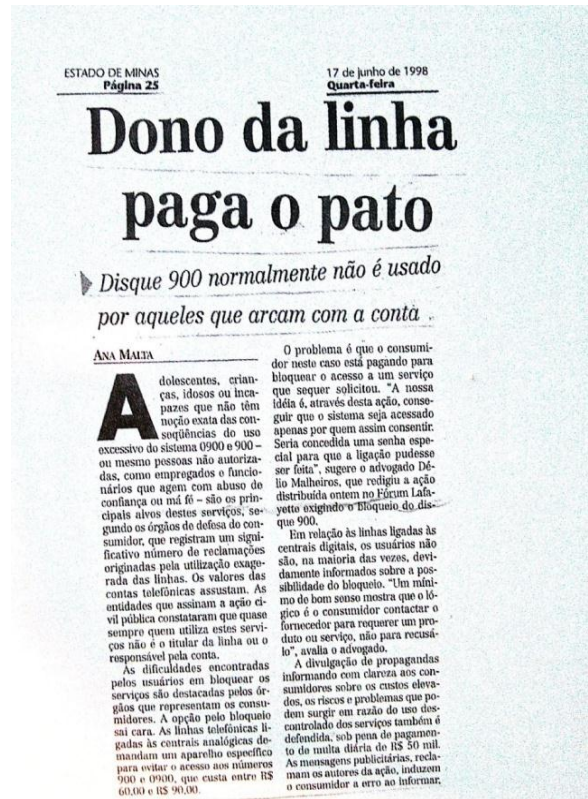 ESTADO DE MINAS
Página 25
17 de junho de 1998
Quarta-feira
Dono da linha
paga o pato
Disque 900 normalmente não é usado
por aqueles que arcam com a conta
ANA MALTA
Adolescentes, crian-
ças, idosos ou inca-
pazes que não têm
noção exata das con-
seqüências do uso
excessivo do sistema 0900 e 900 –
ou mesmo pessoas não autoriza-
das, como empregados e funcio-
nários que agem com abuso de
confiança ou má fé – são os prin-
cipais alvos destes serviços, se-
gundo os órgãos de defesa do con-
sumidor, que registram um signi-
ficativo número de reclamações
originadas pela utilização exage-
rada das linhas. Os valores das
contas telefônicas assustam. As
entidades que assinam a ação ci-
vil pública constataram que quase
sempre quem utiliza estes servi-
ços não é o titular da linha ou o
responsável pela conta.
As dificuldades encontradas
pelos usuários em bloquear os
serviços são destacadas pelos ór-
gãos que representam os consu-
midores. A opção pelo bloqueio
sai cara. As linhas telefônicas li-
gadas às centrais analógicas de-
mandam um aparelho específico
para evitar o acesso aos números
900 e 0900, que custa entre R$
60,00 e R$ 90,00.
O problema é que o consumi-
dor neste caso está pagando para
bloquear o acesso a um serviço
que sequer solicitou. "A nossa
idéia é, através desta ação, conse-
guir que o sistema seja acessado
apenas por quem assim consentir.
Seria concedida uma senha espe-
cial para que a ligação pudesse
ser feita", sugere o advogado Dé-
lio Malheiros, que redigiu a ação
distribuída ontem no Fórum Lafa-
yette exigindo o bloqueio do dis-
que 900.
Em relação às linhas ligadas às
centrais digitais, os usuários não
são, na maioria das vezes, devi-
damente informados sobre a pos-
sibilidade do bloqueio. "Um míni-
mo de bom senso mostra que o ló-
gico é o consumidor contactar o
fornecedor para requerer um pro-
duto ou serviço, não para recusá-
lo", avalia o advogado.
A divulgação de propagandas
informando com clareza aos con-
sumidores sobre os custos eleva-
dos, os riscos e problemas que po-
dem surgir em razão do uso des-
controlado dos serviços também é
defendida, sob pena de pagamen-
to de multa diária de R$ 50 mil.
As mensagens publicitárias, recla-
mam os autores da ação, induzem
o consumidor a erro ao informar,